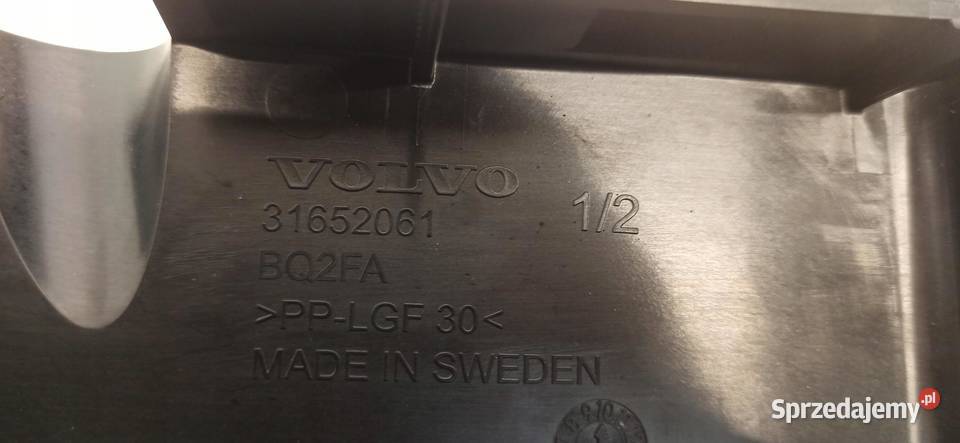 VOLVO
31652061 1/2
BQ2FA
>PP-LGF 30<
MADE IN SWEDEN
Sprzedajemy.pl